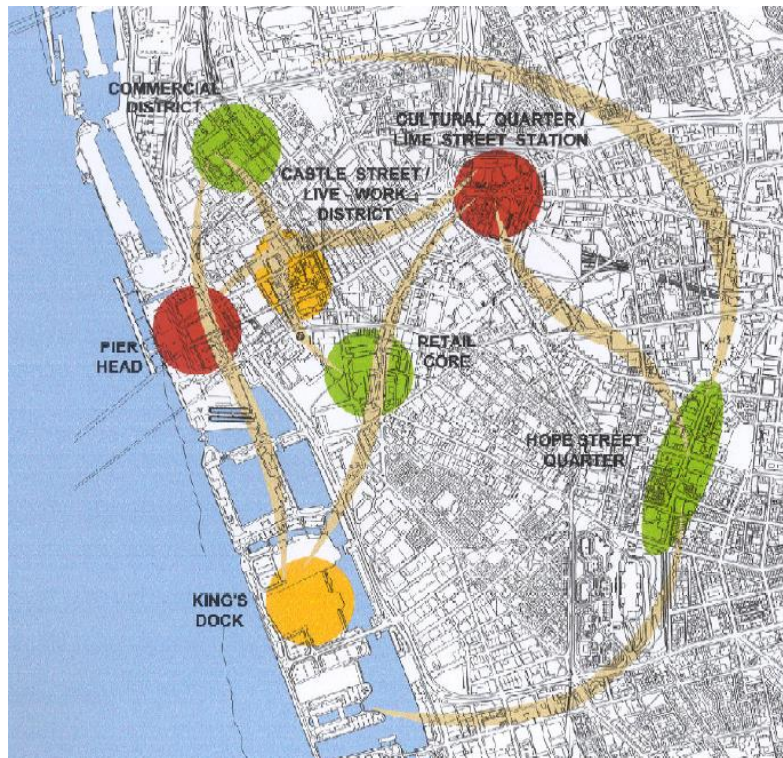 COMMERCIAL
DISTRICT
CULTURAL QUARTER /
LIME STREET STATION
CASTLE STREET /
LIVE - WORK
DISTRICT
PIER
HEAD
RETAIL
CORE
HOPE STREET
QUARTER
KING'S
DOCK